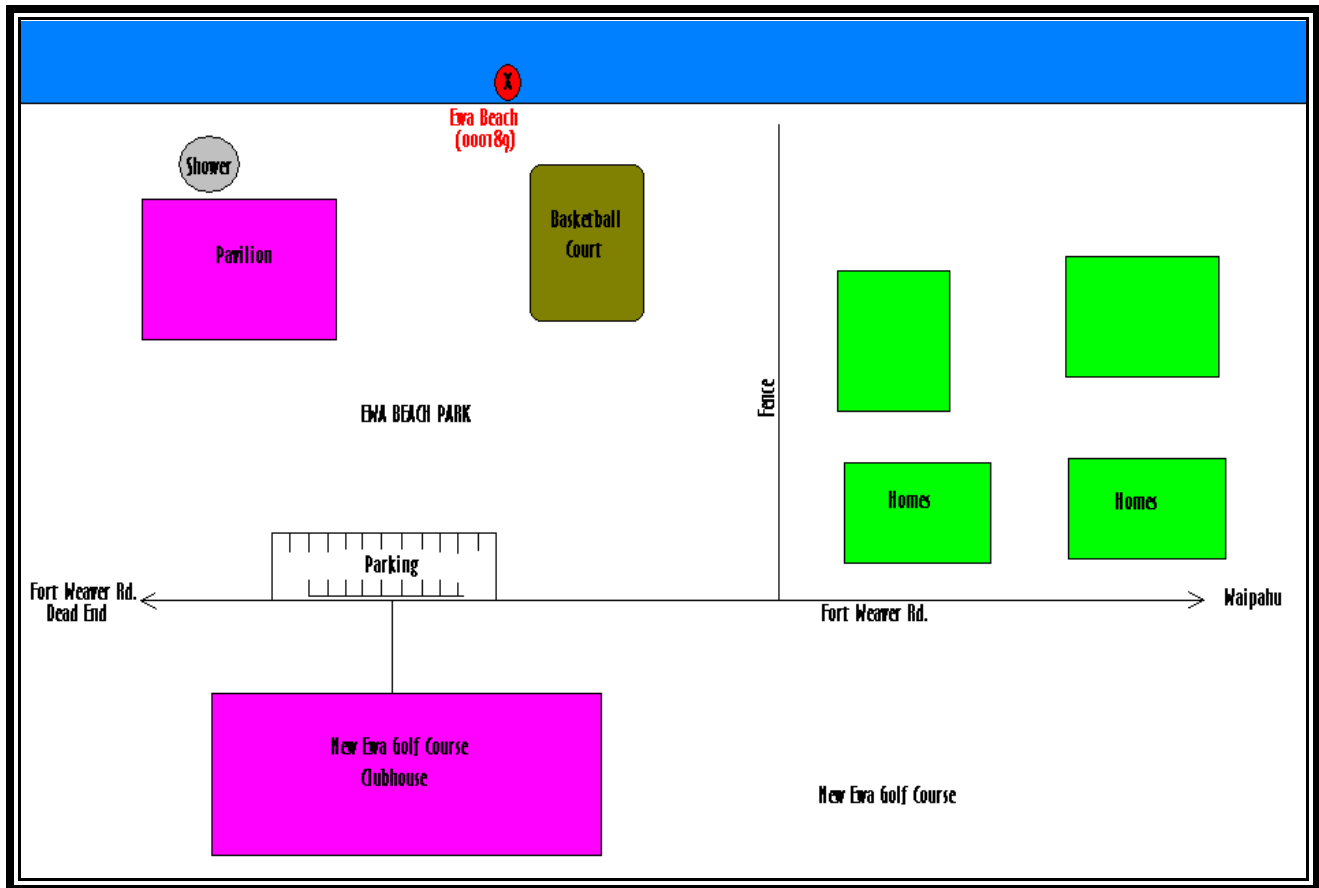 X
Ewa Beach
(000189)
Shower
Basketball
Court
Pavilion
Fence
EWA BEACH PARK
Homes
Homes
Parking
Fort Weaver Rd.
Dead End
Waipahu
Fort Weaver Rd.
New Ewa Golf Course
Clubhouse
New Ewa Golf Course